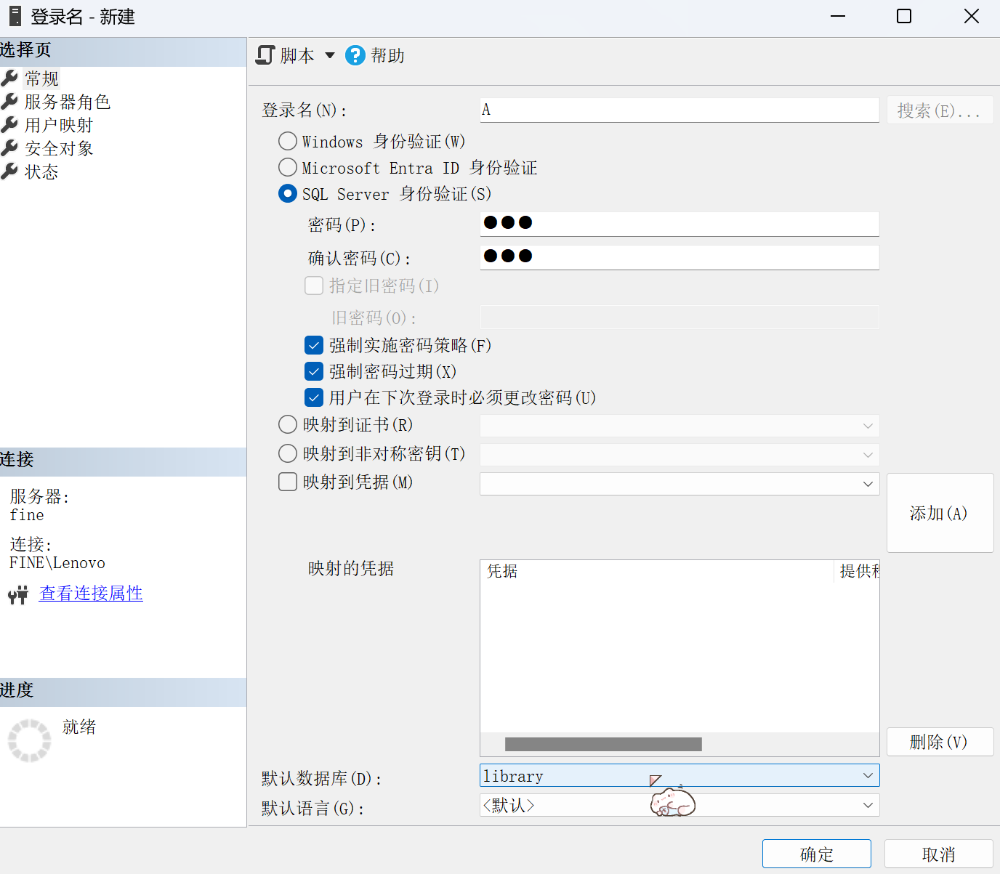 登录名 - 新建
选择页
常规
服务器角色
用户映射
安全对象
状态
连接
服务器:
fine
连接:
FINE\Lenovo
查看连接属性
进度
就绪
脚本
帮助
登录名(N):
A
搜索(E)...
Windows 身份验证(W)
Microsoft Entra ID 身份验证
SQL Server 身份验证(S)
密码(P):
●●●
确认密码(C):
●●●
指定旧密码(I)
旧密码(O):
强制实施密码策略(F)
强制密码过期(X)
用户在下次登录时必须更改密码(U)
映射到证书(R)
映射到非对称密钥(T)
映射到凭据(M)
添加(A)
映射的凭据
凭据
提供程
删除(V)
默认数据库(D):
library
默认语言(G):
<默认>
确定
取消